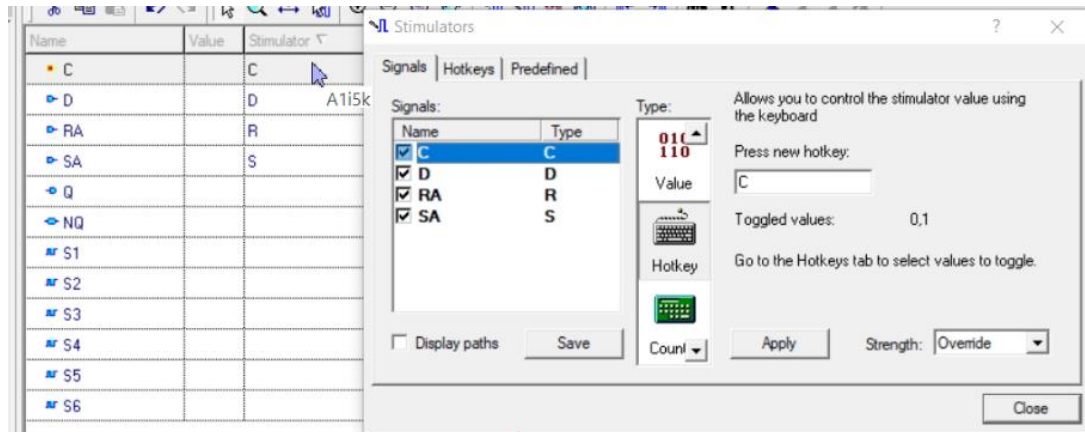 Name Value Stimulator
C C
D D
RA R
SA S
Q
NQ
S1
S2
S3
S4
S5
S6
A1i5k
Stimulators
Signals Hotkeys Predefined
Signals:
Name Type
C C
D D
RA R
SA S
Display paths Save
Type:
010
110
Value
Hotkey
Count
Allows you to control the stimulator value using
the keyboard
Press new hotkey:
C
Toggled values: 0,1
Go to the Hotkeys tab to select values to toggle.
Apply Strength: Override
Close